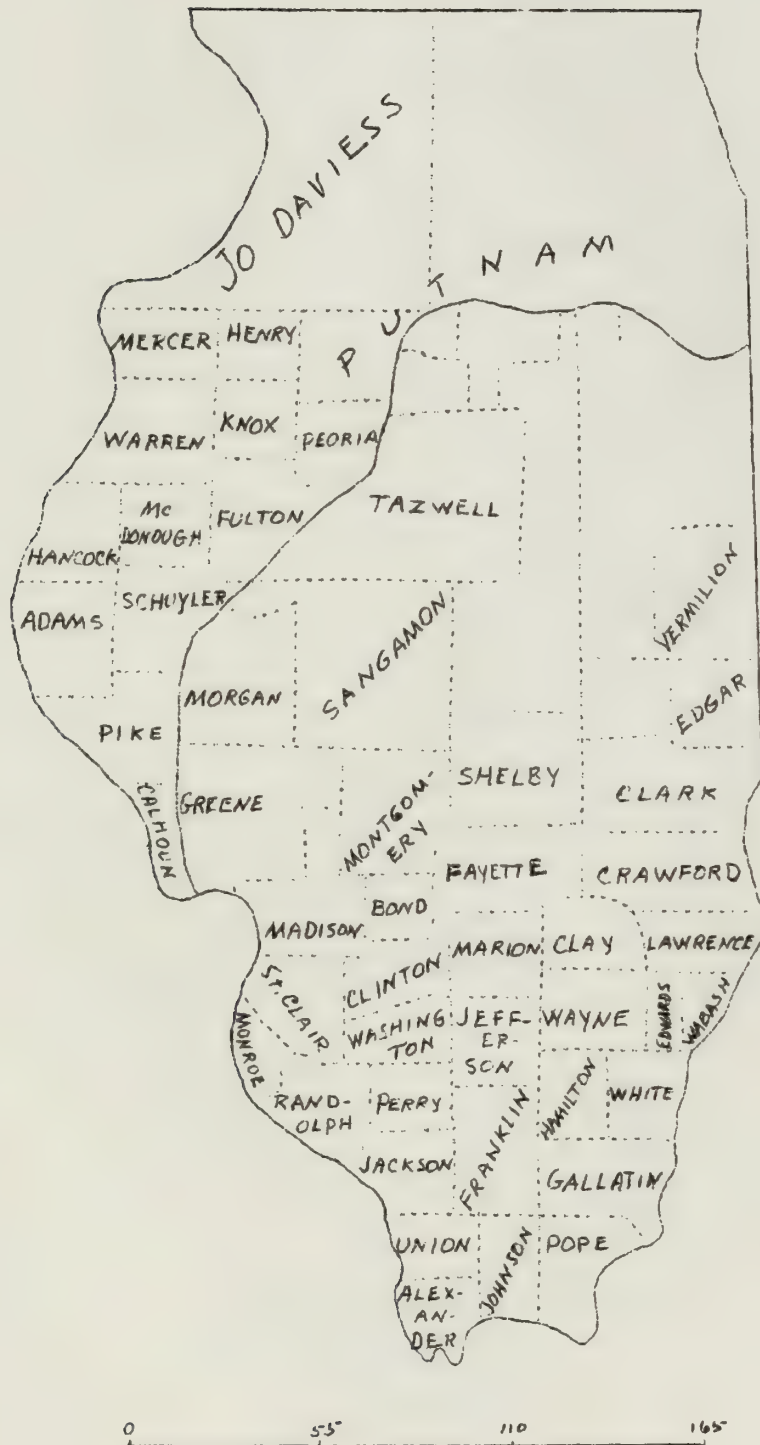 JO DAVIESS
PUTNAM
MERCER
HENRY
WARREN
KNOX
PEORIA
HANCOCK
Mc
DONOUGH
FULTON
TAZWELL
ADAMS
SCHUYLER
VERMILION
MORGAN
SANGAMON
EDGAR
PIKE
CALHOUN
GREENE
MONTGOM-
ERY
SHELBY
CLARK
FAYETTE
CRAWFORD
BOND
MADISON
MARION
CLAY
LAWRENCE
ST. CLAIR
CLINTON
MONROE
WASHING
TON
JEFF-
ER-
SON
WAYNE
EDWARDS
WABASH
RAND-
OLPH
PERRY
FRANKLIN
HAMILTON
WHITE
JACKSON
GALLATIN
UNION
JOHNSON
POPE
ALEX-
AN-
DER
0 55 110 165